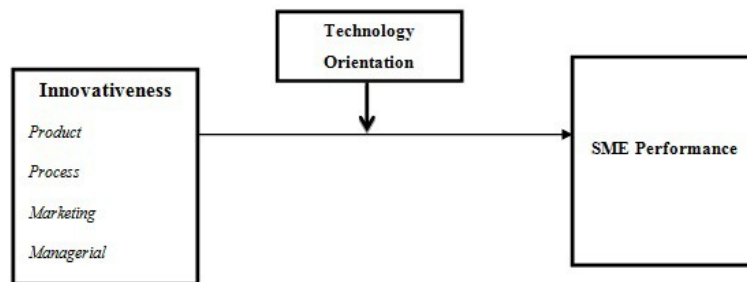 Technology
Orientation
Innovativeness
Product
Process
Marketing
Managerial
SME Performance